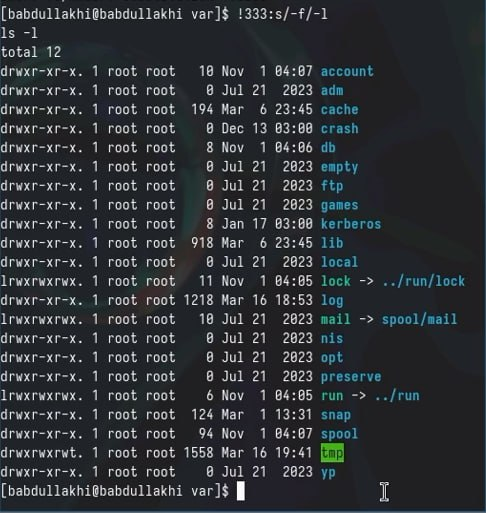 [babdullakhi@babdullakhi var]$ !333:s/-f/-l
ls -l
total 12
drwxr-xr-x. 1 root root   10 Nov  1 04:07 account
drwxr-xr-x. 1 root root    0 Jul 21  2023 adm
drwxr-xr-x. 1 root root  194 Mar  6 23:45 cache
drwxr-xr-x. 1 root root    0 Dec 13 03:00 crash
drwxr-xr-x. 1 root root    8 Nov  1 04:06 db
drwxr-xr-x. 1 root root    0 Jul 21  2023 empty
drwxr-xr-x. 1 root root    0 Jul 21  2023 ftp
drwxr-xr-x. 1 root root    0 Jul 21  2023 games
drwxr-xr-x. 1 root root    8 Jan 17 03:00 kerberos
drwxr-xr-x. 1 root root  918 Mar  6 23:45 lib
drwxr-xr-x. 1 root root    0 Jul 21  2023 local
lrwxrwxrwx. 1 root root   11 Nov  1 04:05 lock -> ../run/lock
drwxr-xr-x. 1 root root 1218 Mar 16 18:53 log
lrwxrwxrwx. 1 root root   10 Jul 21  2023 mail -> spool/mail
drwxr-xr-x. 1 root root    0 Jul 21  2023 nis
drwxr-xr-x. 1 root root    0 Jul 21  2023 opt
drwxr-xr-x. 1 root root    0 Jul 21  2023 preserve
lrwxrwxrwx. 1 root root    6 Nov  1 04:05 run -> ../run
drwxr-xr-x. 1 root root  124 Mar  1 13:31 snap
drwxr-xr-x. 1 root root   94 Nov  1 04:07 spool
drwxrwxrwt. 1 root root 1558 Mar 16 19:41 tmp
drwxr-xr-x. 1 root root    0 Jul 21  2023 yp
[babdullakhi@babdullakhi var]$